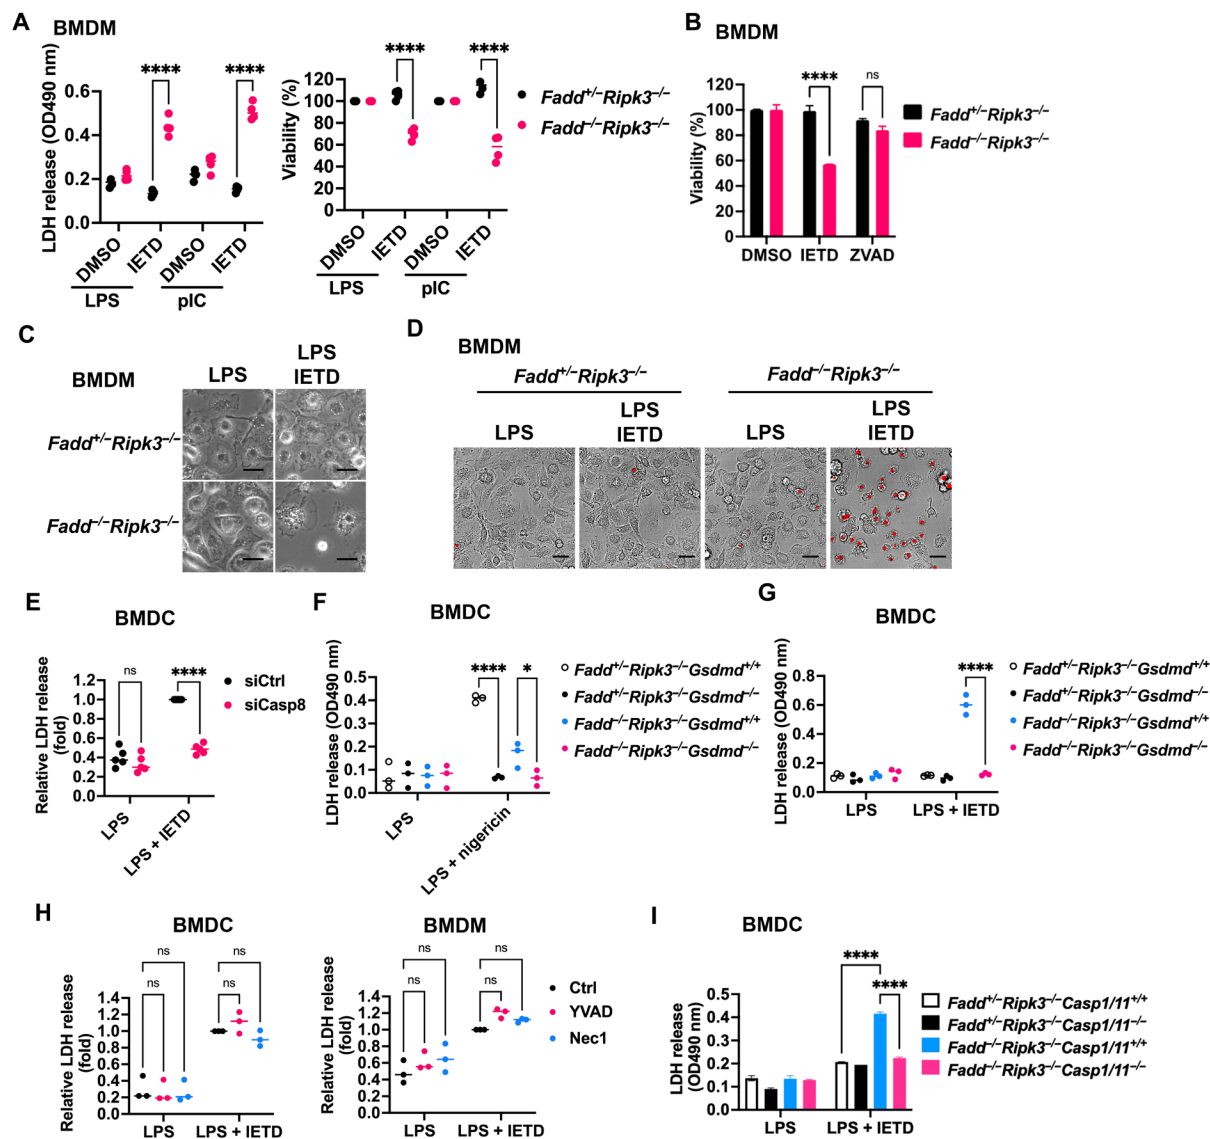 A
BMDM
LDH release (OD490 nm)
0.6
0.4
0.2
0.0
****
****
DMSO
IETD
DMSO
IETD
LPS
pIC
Viability (%)
120
100
80
60
40
20
0
****
****
DMSO
IETD
DMSO
IETD
LPS
pIC
Fadd+/–Ripk3–/–
Fadd–/–Ripk3–/–
B
BMDM
Viability (%)
120
100
80
60
40
20
0
****
ns
DMSO
IETD
ZVAD
Fadd+/–Ripk3–/–
Fadd–/–Ripk3–/–
C
BMDM
LPS
LPS
IETD
Fadd+/–Ripk3–/–
Fadd–/–Ripk3–/–
D
BMDM
Fadd+/–Ripk3–/–
Fadd–/–Ripk3–/–
LPS
LPS
IETD
LPS
LPS
IETD
E
BMDC
Relative LDH release
(fold)
1.2
1.0
0.8
0.6
0.4
0.2
0.0
ns
****
LPS
LPS + IETD
siCtrl
siCasp8
F
BMDC
LDH release (OD490 nm)
0.5
0.4
0.3
0.2
0.1
0.0
****
*
LPS
LPS + nigericin
Fadd+/–Ripk3–/–Gsdmd+/+
Fadd+/–Ripk3–/–Gsdmd–/–
Fadd–/–Ripk3–/–Gsdmd+/+
Fadd–/–Ripk3–/–Gsdmd–/–
G
BMDC
LDH release (OD490 nm)
0.8
0.6
0.4
0.2
0.0
****
LPS
LPS + IETD
Fadd+/–Ripk3–/–Gsdmd+/+
Fadd+/–Ripk3–/–Gsdmd–/–
Fadd–/–Ripk3–/–Gsdmd+/+
Fadd–/–Ripk3–/–Gsdmd–/–
H
BMDC
Relative LDH release
(fold)
1.4
1.2
1.0
0.8
0.6
0.4
0.2
0.0
ns
ns
ns
ns
LPS
LPS + IETD
BMDM
Relative LDH release
(fold)
1.4
1.2
1.0
0.8
0.6
0.4
0.2
0.0
ns
ns
ns
ns
LPS
LPS + IETD
Ctrl
YVAD
Nec1
I
BMDC
LDH release
(OD490 nm)
0.5
0.4
0.3
0.2
0.1
0.0
****
****
LPS
LPS + IETD
Fadd+/–Ripk3–/–Casp1/11+/+
Fadd+/–Ripk3–/–Casp1/11–/–
Fadd–/–Ripk3–/–Casp1/11+/+
Fadd–/–Ripk3–/–Casp1/11–/–